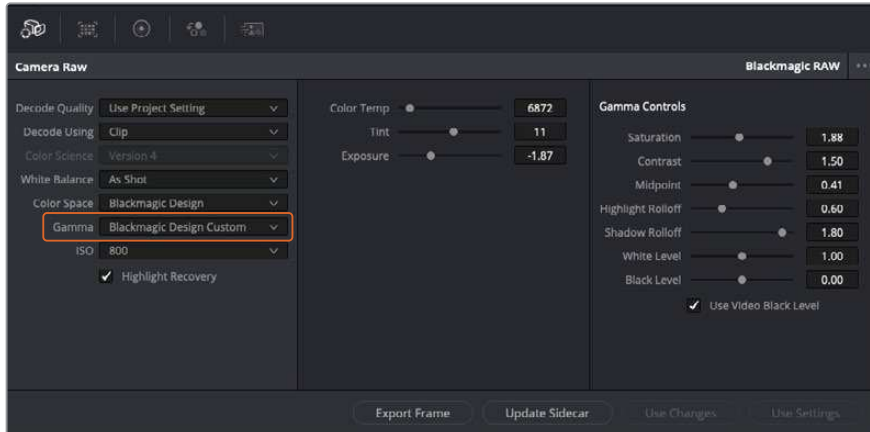 Camera Raw
Blackmagic RAW
Decode Quality Use Project Setting
Decode Using Clip
Color Science Version 4
White Balance As Shot
Color Space Blackmagic Design
Gamma Blackmagic Design Custom
ISO 800
Highlight Recovery
Color Temp 6872
Tint 11
Exposure -1.87
Gamma Controls
Saturation 1.88
Contrast 1.50
Midpoint 0.41
Highlight Rolloff 0.60
Shadow Rolloff 1.80
White Level 1.00
Black Level 0.00
Use Video Black Level
Export Frame
Update Sidecar
Use Changes
Use Settings